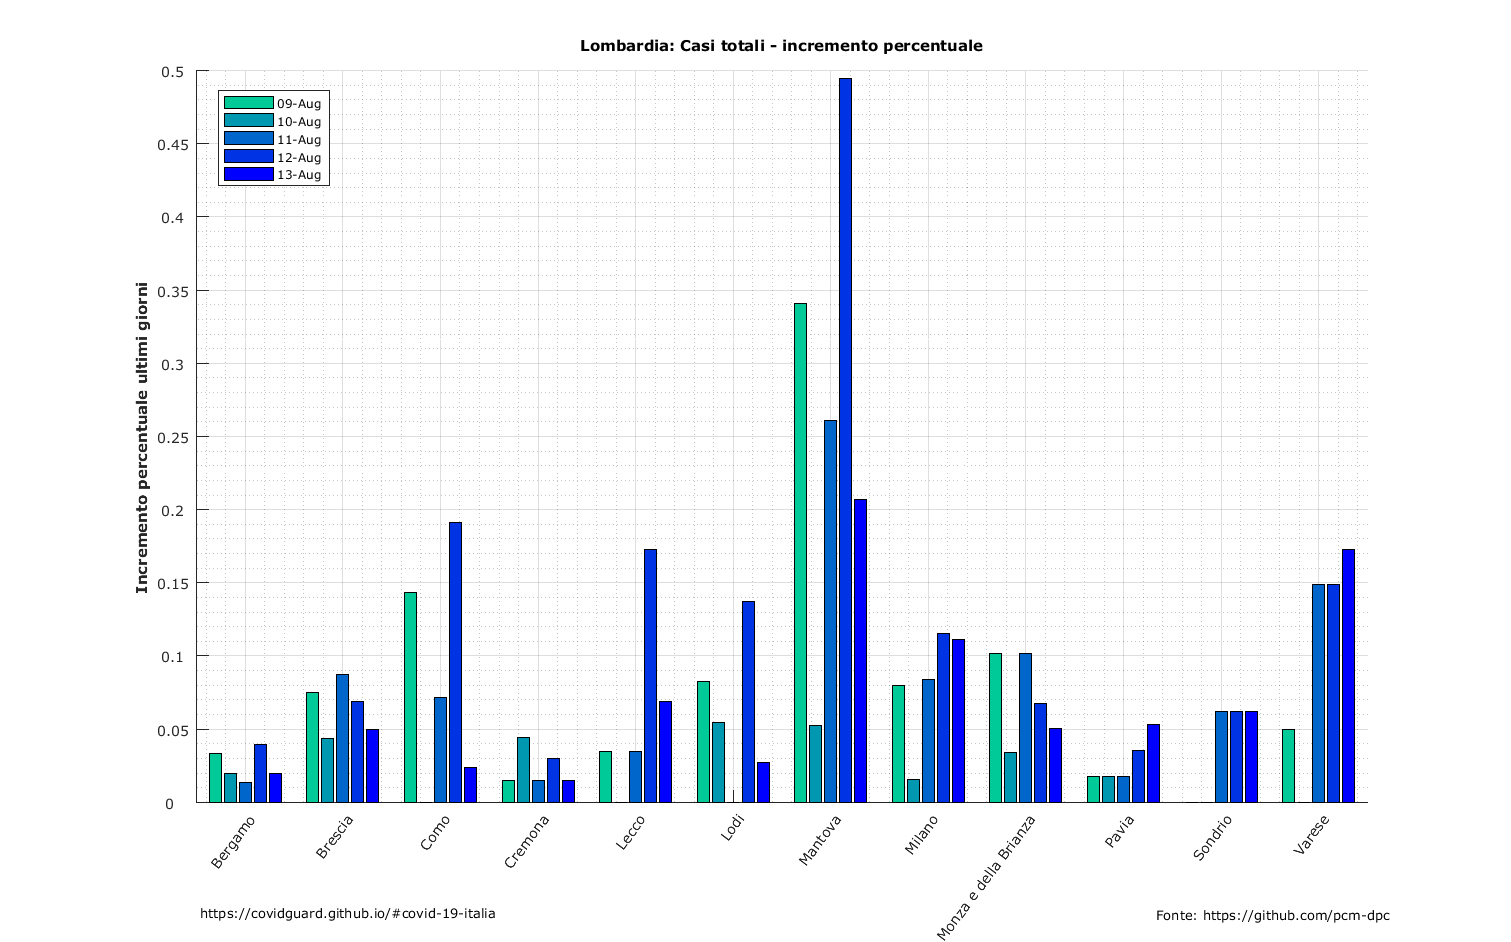 Lombardia: Casi totali - incremento percentuale
0.5
0.45
0.4
0.35
0.3
0.25
0.2
0.15
0.1
0.05
0
Incremento percentuale ultimi giorni
09-Aug
10-Aug
11-Aug
12-Aug
13-Aug
Bergamo
Brescia
Como
Cremona
Lecco
Lodi
Mantova
Milano
Monza e della Brianza
Pavia
Sondrio
Varese
https://covidguard.github.io/#covid-19-italia
Fonte: https://github.com/pcm-dpc